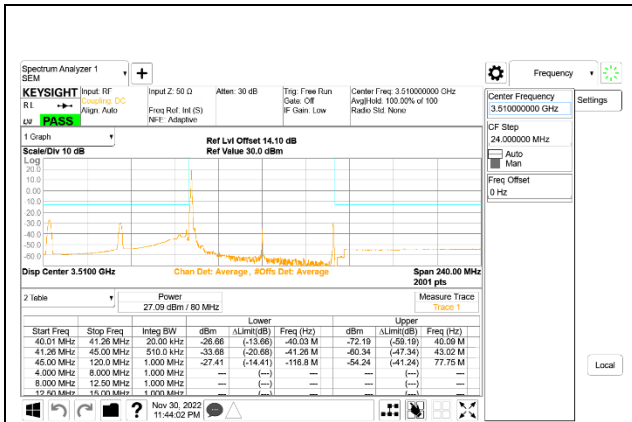 Spectrum Analyzer 1
SEM
Frequency
KEYSIGHT Input: RF Input Z: 50 Ω Atten: 30 dB Trig: Free Run Center Freq: 3.510000000 GHz
RL Coupling: DC Gate: Off Avg|Hold: 100.00% of 100
Align: Auto Freq Ref: Int (S) IF Gain: Low Radio Std: None
LNI PASS NFE: Adaptive
Center Frequency
3.510000000 GHz
Settings
CF Step
24.000000 MHz
Auto
Man
Freq Offset
0 Hz
1 Graph
Scale/Div 10 dB
Ref Lvl Offset 14.10 dB
Ref Value 30.0 dBm
Log
20.0
10.0
0.00
-10.0
-20.0
-30.0
-40.0
-50.0
-60.0
Disp Center 3.5100 GHz Chan Det: Average , #Offs Det: Average Span 240.00 MHz
2001 pts
2 Table
Power
27.09 dBm / 80 MHz
Measure Trace
Trace 1
Lower Upper
Start Freq Stop Freq Integ BW dBm ΔLimit(dB) Freq (Hz) dBm ΔLimit(dB) Freq (Hz)
40.01 MHz 41.26 MHz 20.00 kHz -26.66 (-13.66) -40.03 M -72.19 (-59.19) 40.09 M
41.26 MHz 45.00 MHz 510.0 kHz -33.68 (-20.68) -41.26 M -60.34 (-47.34) 43.02 M
45.00 MHz 120.0 MHz 1.000 MHz -27.41 (-14.41) -116.8 M -54.24 (-41.24) 77.75 M
4.000 MHz 8.000 MHz 1.000 MHz --- (---) --- --- (---) ---
8.000 MHz 12.50 MHz 1.000 MHz --- (---) --- --- (---) ---
12.50 MHz 15.00 MHz 1.000 MHz --- (---) --- --- (---) ---
Local
? Nov 30, 2022
11:44:02 PM